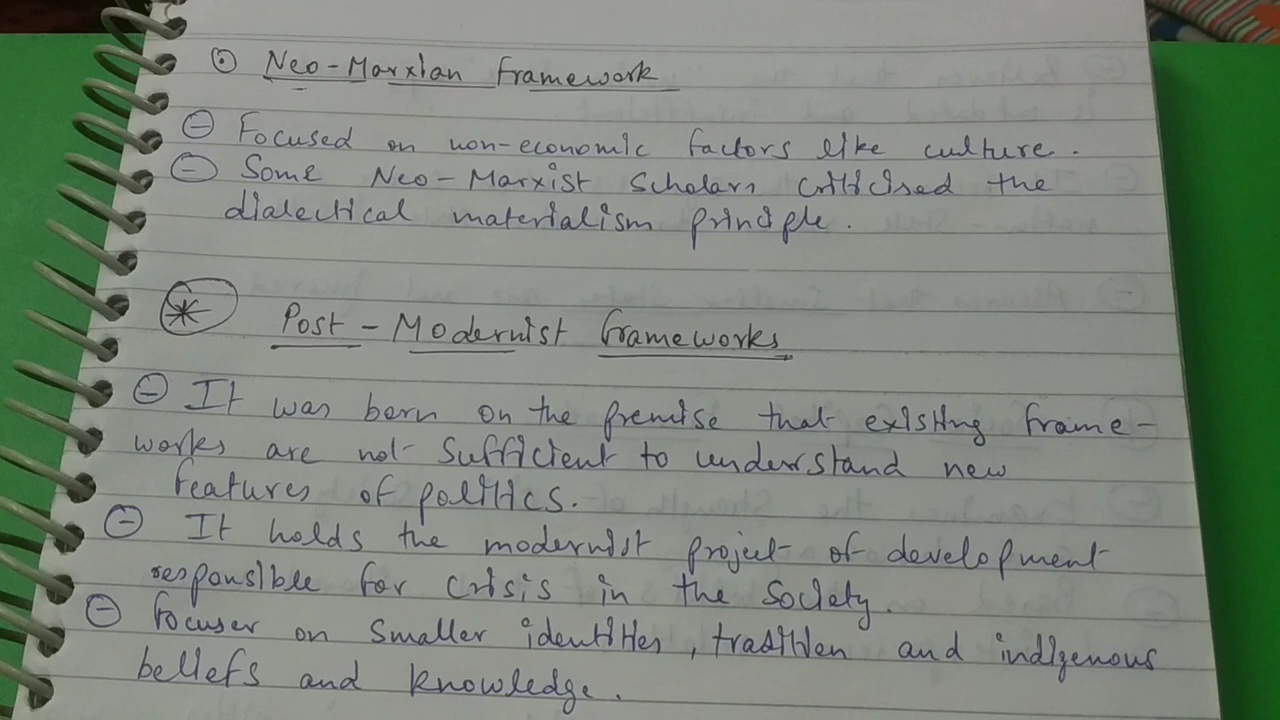 ⊙ Neo-Marxian Framework
⊖ Focused on non-economic factors like culture.
⊖ Some Neo-Marxist Scholars criticised the
dialectical materialism principle.
* Post-Modernist Frameworks
⊖ It was born on the premise that existing frame-
works are not sufficient to understand new
features of politics.
⊖ It holds the modernist project of development
responsible for crisis in the society.
⊖ Focuses on smaller identities, tradition and indigenous
beliefs and knowledge.